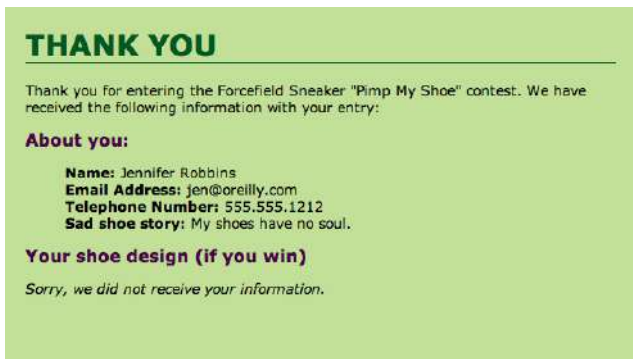 THANK YOU
Thank you for entering the Forcefield Sneaker "Pimp My Shoe" contest. We have
received the following information with your entry:
About you:
Name: Jennifer Robbins
Email Address: jen@oreilly.com
Telephone Number: 555.555.1212
Sad shoe story: My shoes have no soul.
Your shoe design (if you win)
Sorry, we did not receive your information.